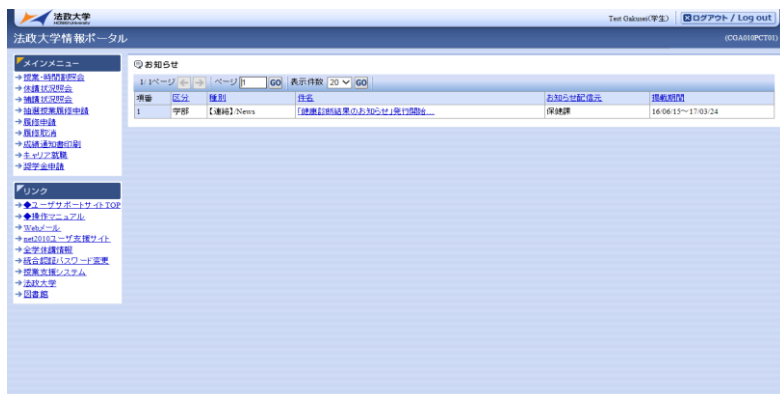 法政大学
HOSEI University
Test Gakusei(学生)
ログアウト / Log out
法政大学情報ポータル
(CGA010PCT01)
メインメニュー
授業・時間割照会
休講状況照会
補講状況照会
抽選授業履修申請
履修申請
履修取消
成績通知書印刷
キャリア就職
奨学金申請
リンク
◆ユーザサポートサイトTOP
◆操作マニュアル
Webメール
net2010ユーザ支援サイト
全学休講情報
統合認証パスワード変更
授業支援システム
法政大学
図書館
お知らせ
1/1ページ ページ 1 GO 表示件数 20 GO
項番 区分 種別 件名 お知らせ配信元 掲載期間
1 学部 【連絡】/News 「健康診断結果のお知らせ」発行開始... 保健課 16/06/15～17/03/24